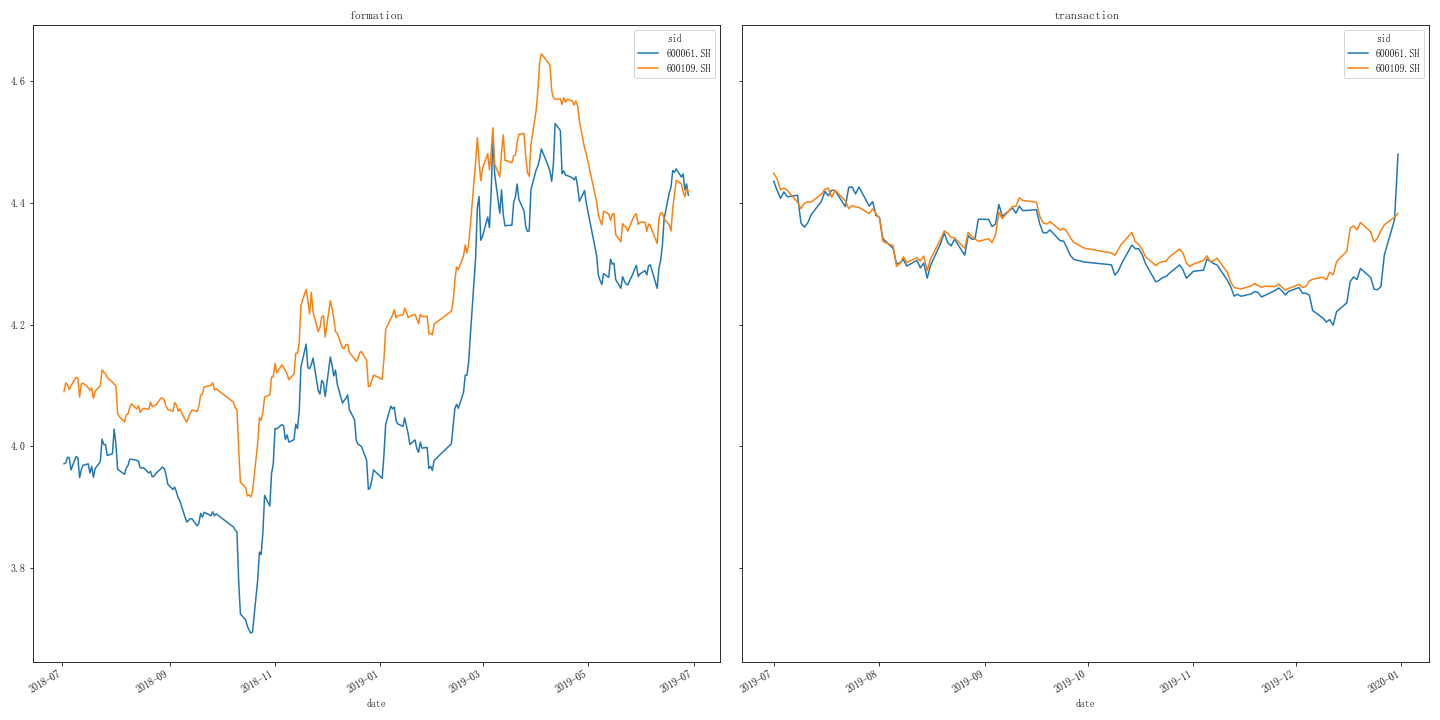 formation
sid
600061.SH
600109.SH
4.6
4.4
4.2
4.0
3.8
2018-07
2018-09
2018-11
2019-01
2019-03
2019-05
2019-07
date
transaction
sid
600061.SH
600109.SH
2019-07
2019-08
2019-09
2019-10
2019-11
2019-12
2020-01
date